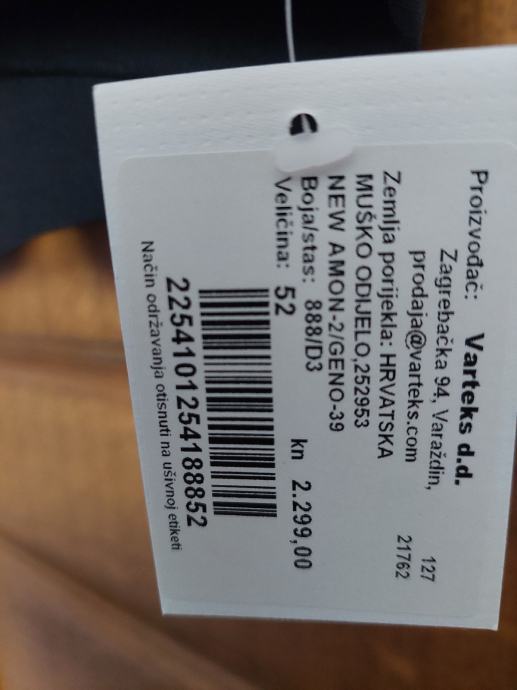 Proizvođač: Varteks d.d.
Zagrebačka 94, Varaždin,
prodaja@varteks.com
127
21762
Zemlja porijekla: HRVATSKA
MUŠKO ODIJELO,252953
NEW AMON-2/GENO-39
Boja/stas: 888/D3
Veličina: 52
kn 2.299,00
2254101254188852
Način održavanja otisnuti na ušivnoj etiketi